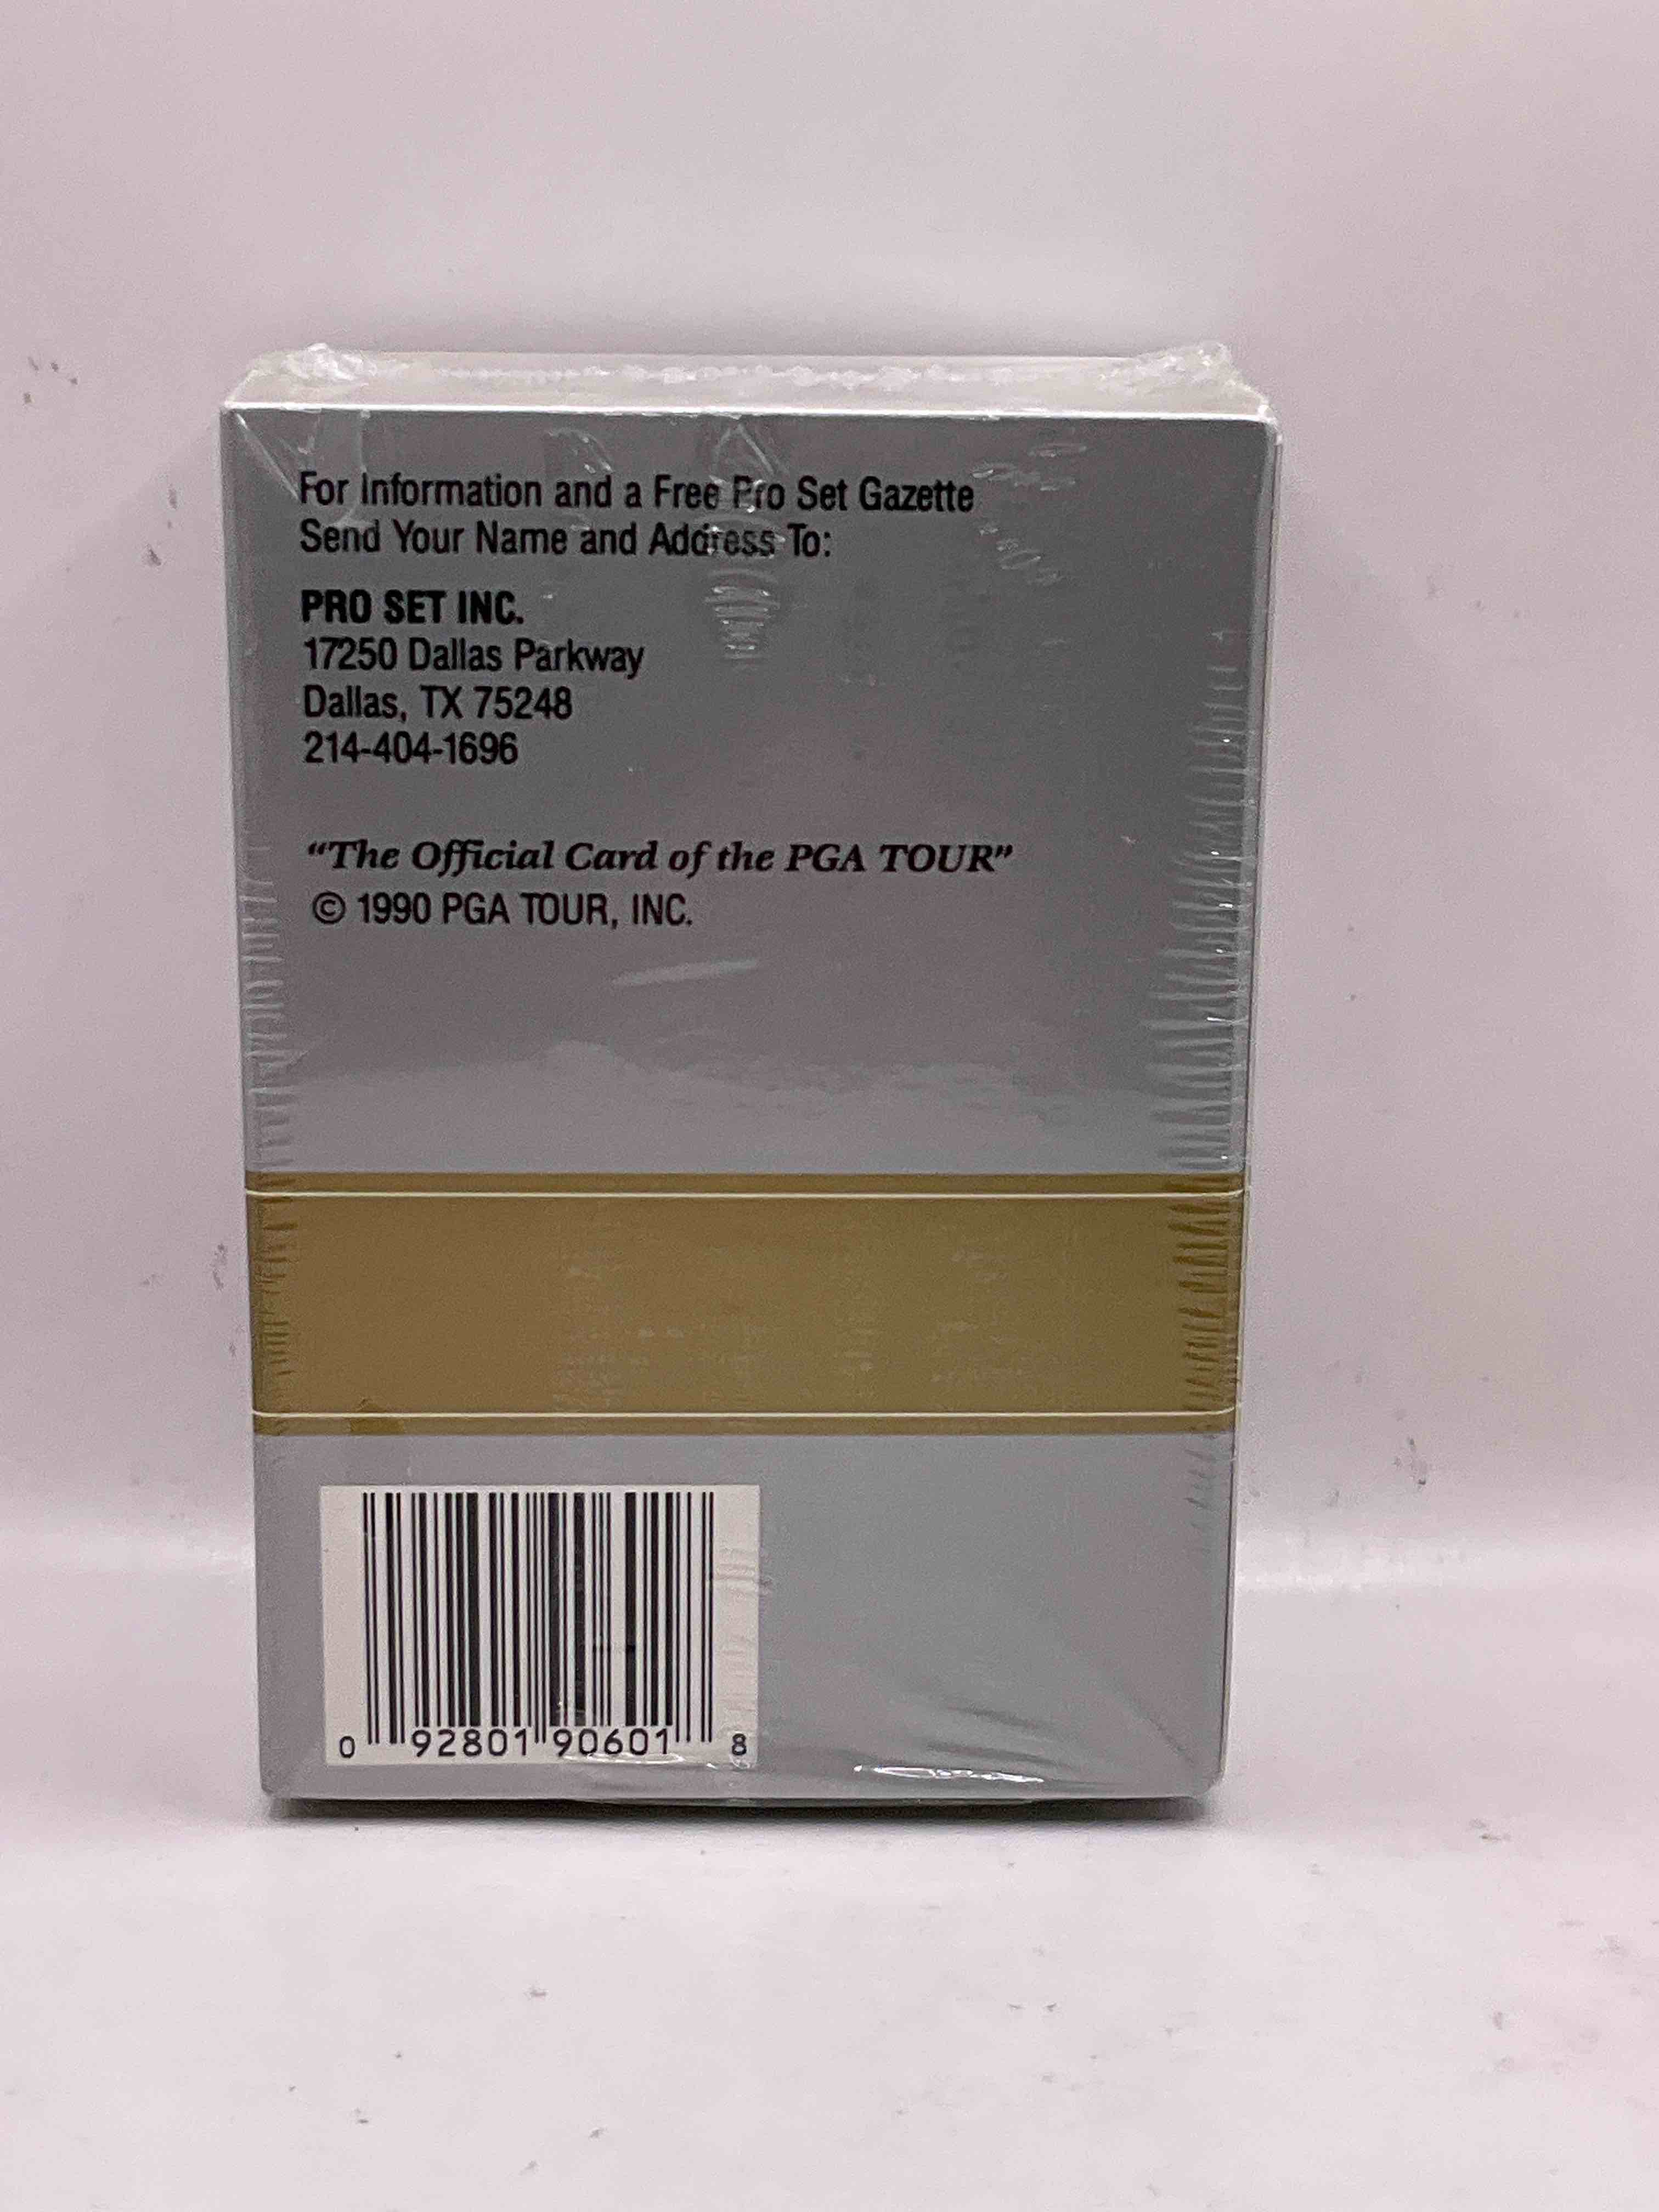 For Information and a Free Pro Set Gazette
Send Your Name and Address To:
PRO SET INC.
17250 Dallas Parkway
Dallas, TX 75248
214-404-1696
"The Official Card of the PGA TOUR"
© 1990 PGA TOUR, INC.
0 92801 90601 8